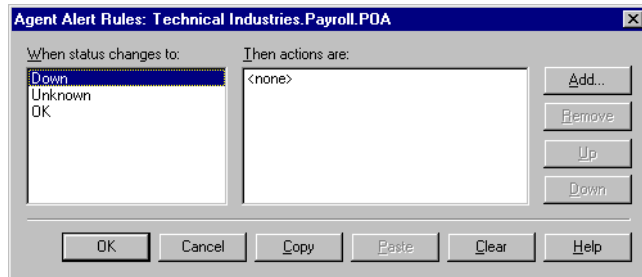 Agent Alert Rules: Technical Industries.Payroll.POA
When status changes to:
Then actions are:
Down
Unknown
OK
<none>
Add...
Remove
Up
Down
OK
Cancel
Copy
Paste
Clear
Help